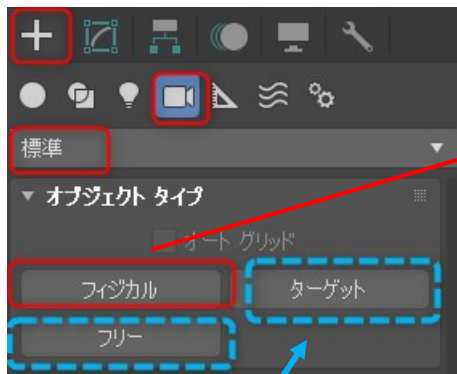 標準
オブジェクト タイプ
オート グリッド
フィジカル ターゲット
フリー